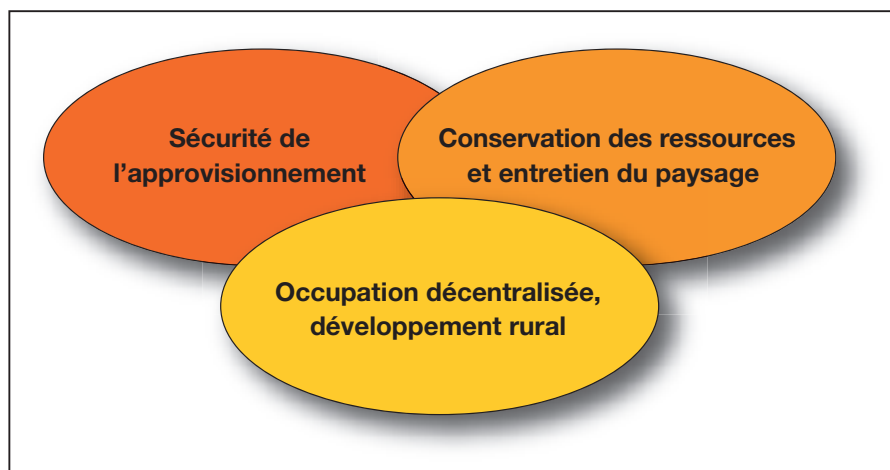 Sécurité de
l’approvisionnement
Conservation des ressources
et entretien du paysage
Occupation décentralisée,
développement rural